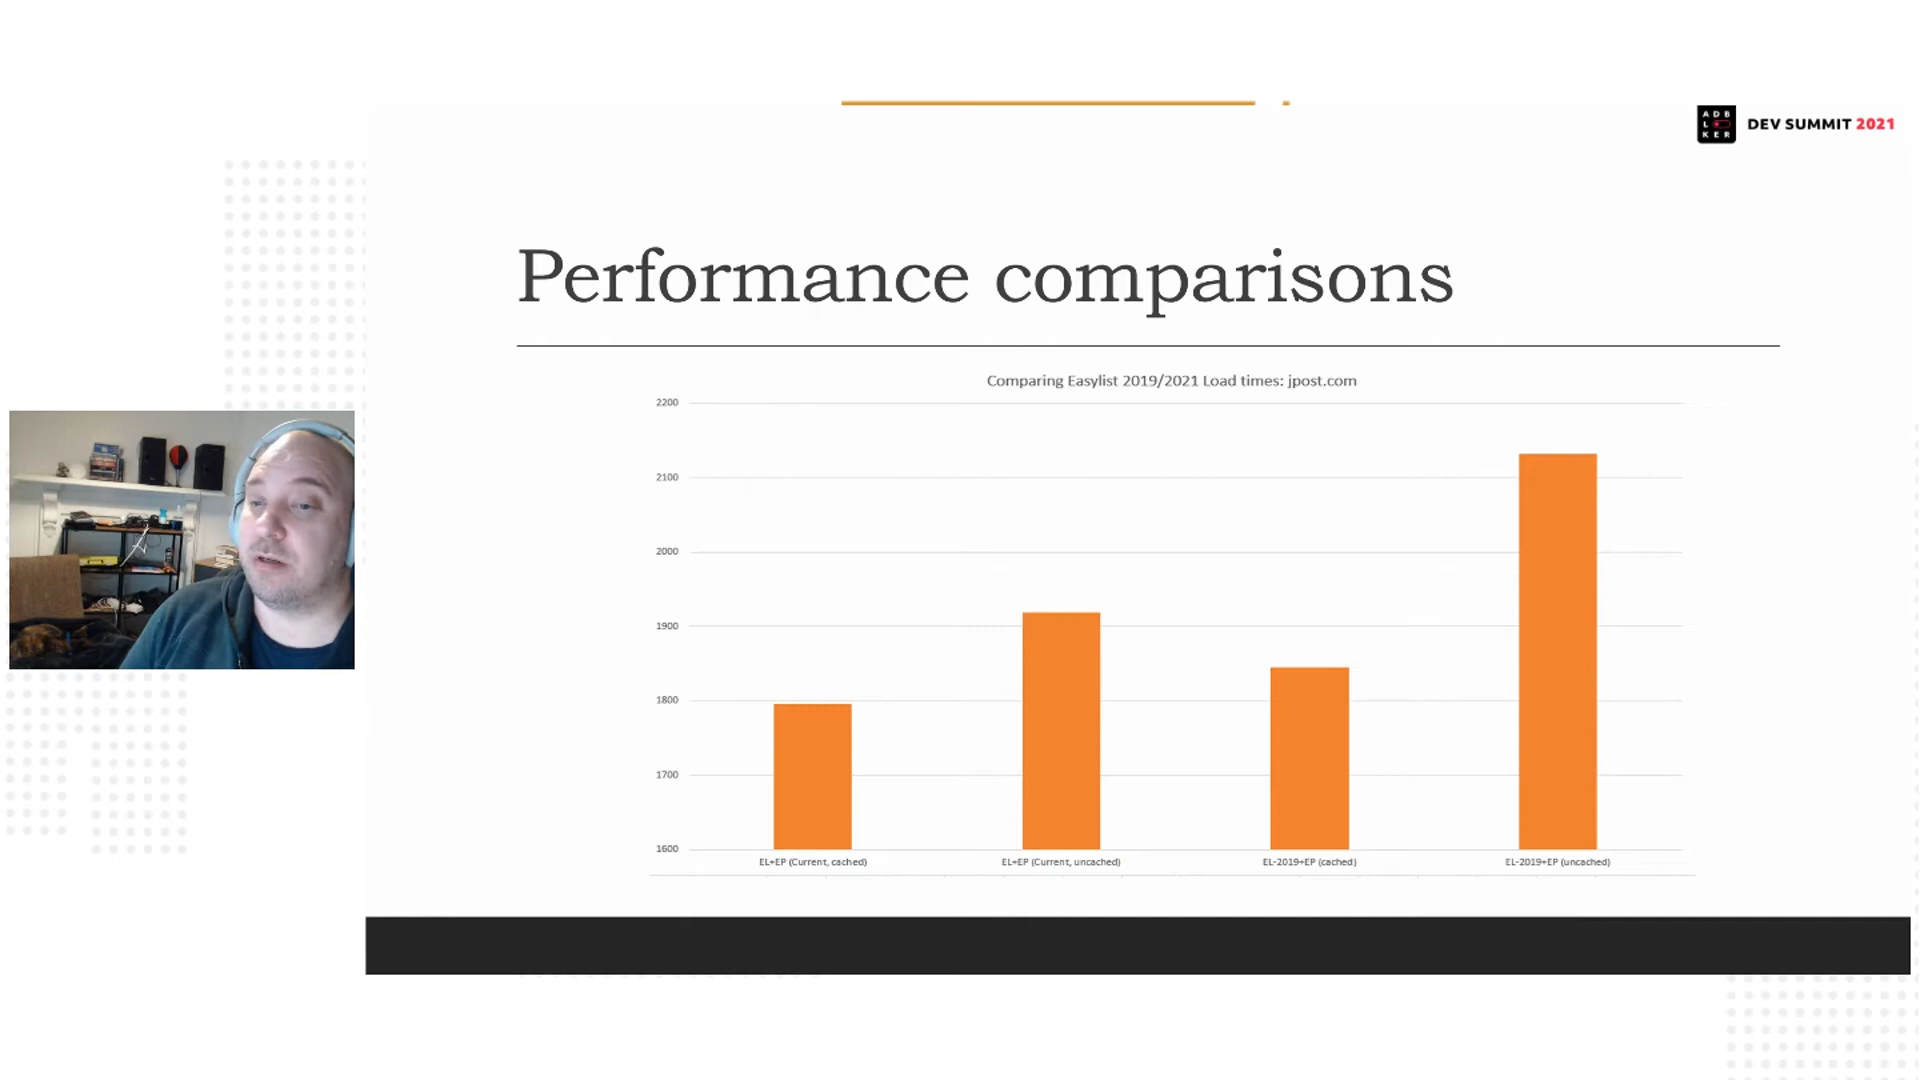 ADB
L
KER
DEV SUMMIT 2021
Performance comparisons
Comparing Easylist 2019/2021 Load times: jpost.com
2200
2100
2000
1900
1800
1700
1600
EL+EP (Current, cached)
EL+EP (Current, uncached)
EL-2019+EP (cached)
EL-2019+EP (uncached)